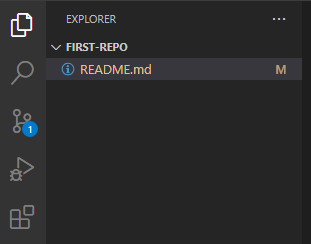 EXPLORER ...
FIRST-REPO
README.md M
1